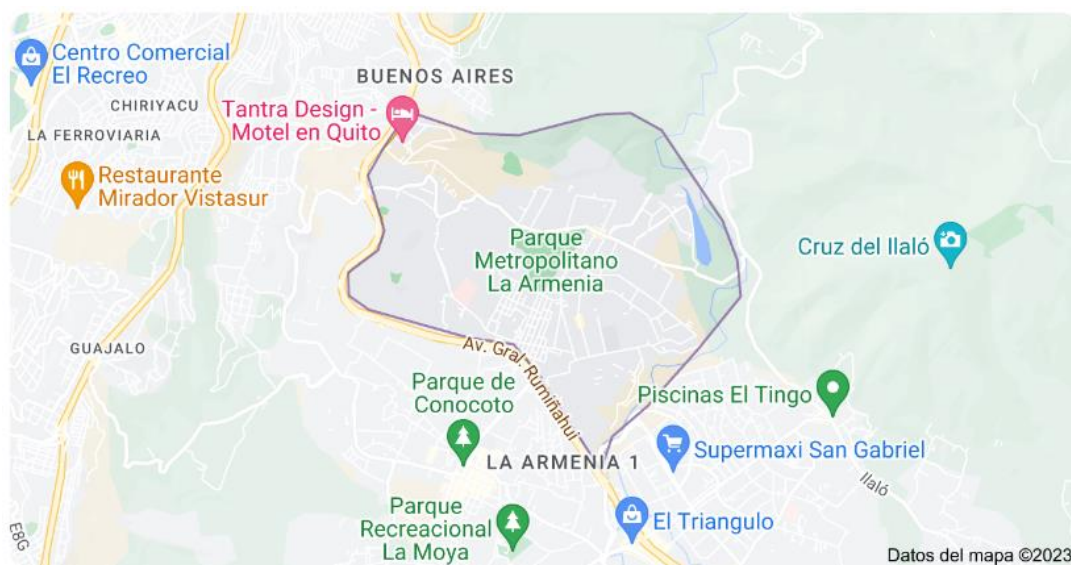 Centro Comercial
El Recreo
BUENOS AIRES
CHIRIYACU
Tantra Design -
Motel en Quito
LA FERROVIARIA
Restaurante
Mirador Vistasur
Parque
Metropolitano
La Armenia
Cruz del Ilaló
GUAJALO
Av. Gral. Rumiñahui
Parque de
Conocoto
Piscinas El Tingo
Supermaxi San Gabriel
LA ARMENIA 1
Ilaló
Parque
Recreacional
La Moya
El Triangulo
E8G
Datos del mapa ©2023